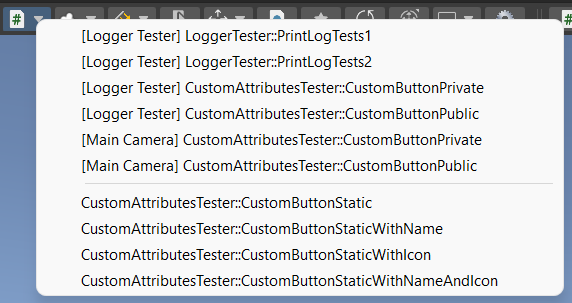 #
#
[Logger Tester] LoggerTester::PrintLogTests1
[Logger Tester] LoggerTester::PrintLogTests2
[Logger Tester] CustomAttributesTester::CustomButtonPrivate
[Logger Tester] CustomAttributesTester::CustomButtonPublic
[Main Camera] CustomAttributesTester::CustomButtonPrivate
[Main Camera] CustomAttributesTester::CustomButtonPublic
CustomAttributesTester::CustomButtonStatic
CustomAttributesTester::CustomButtonStaticWithName
CustomAttributesTester::CustomButtonStaticWithIcon
CustomAttributesTester::CustomButtonStaticWithNameAndIcon